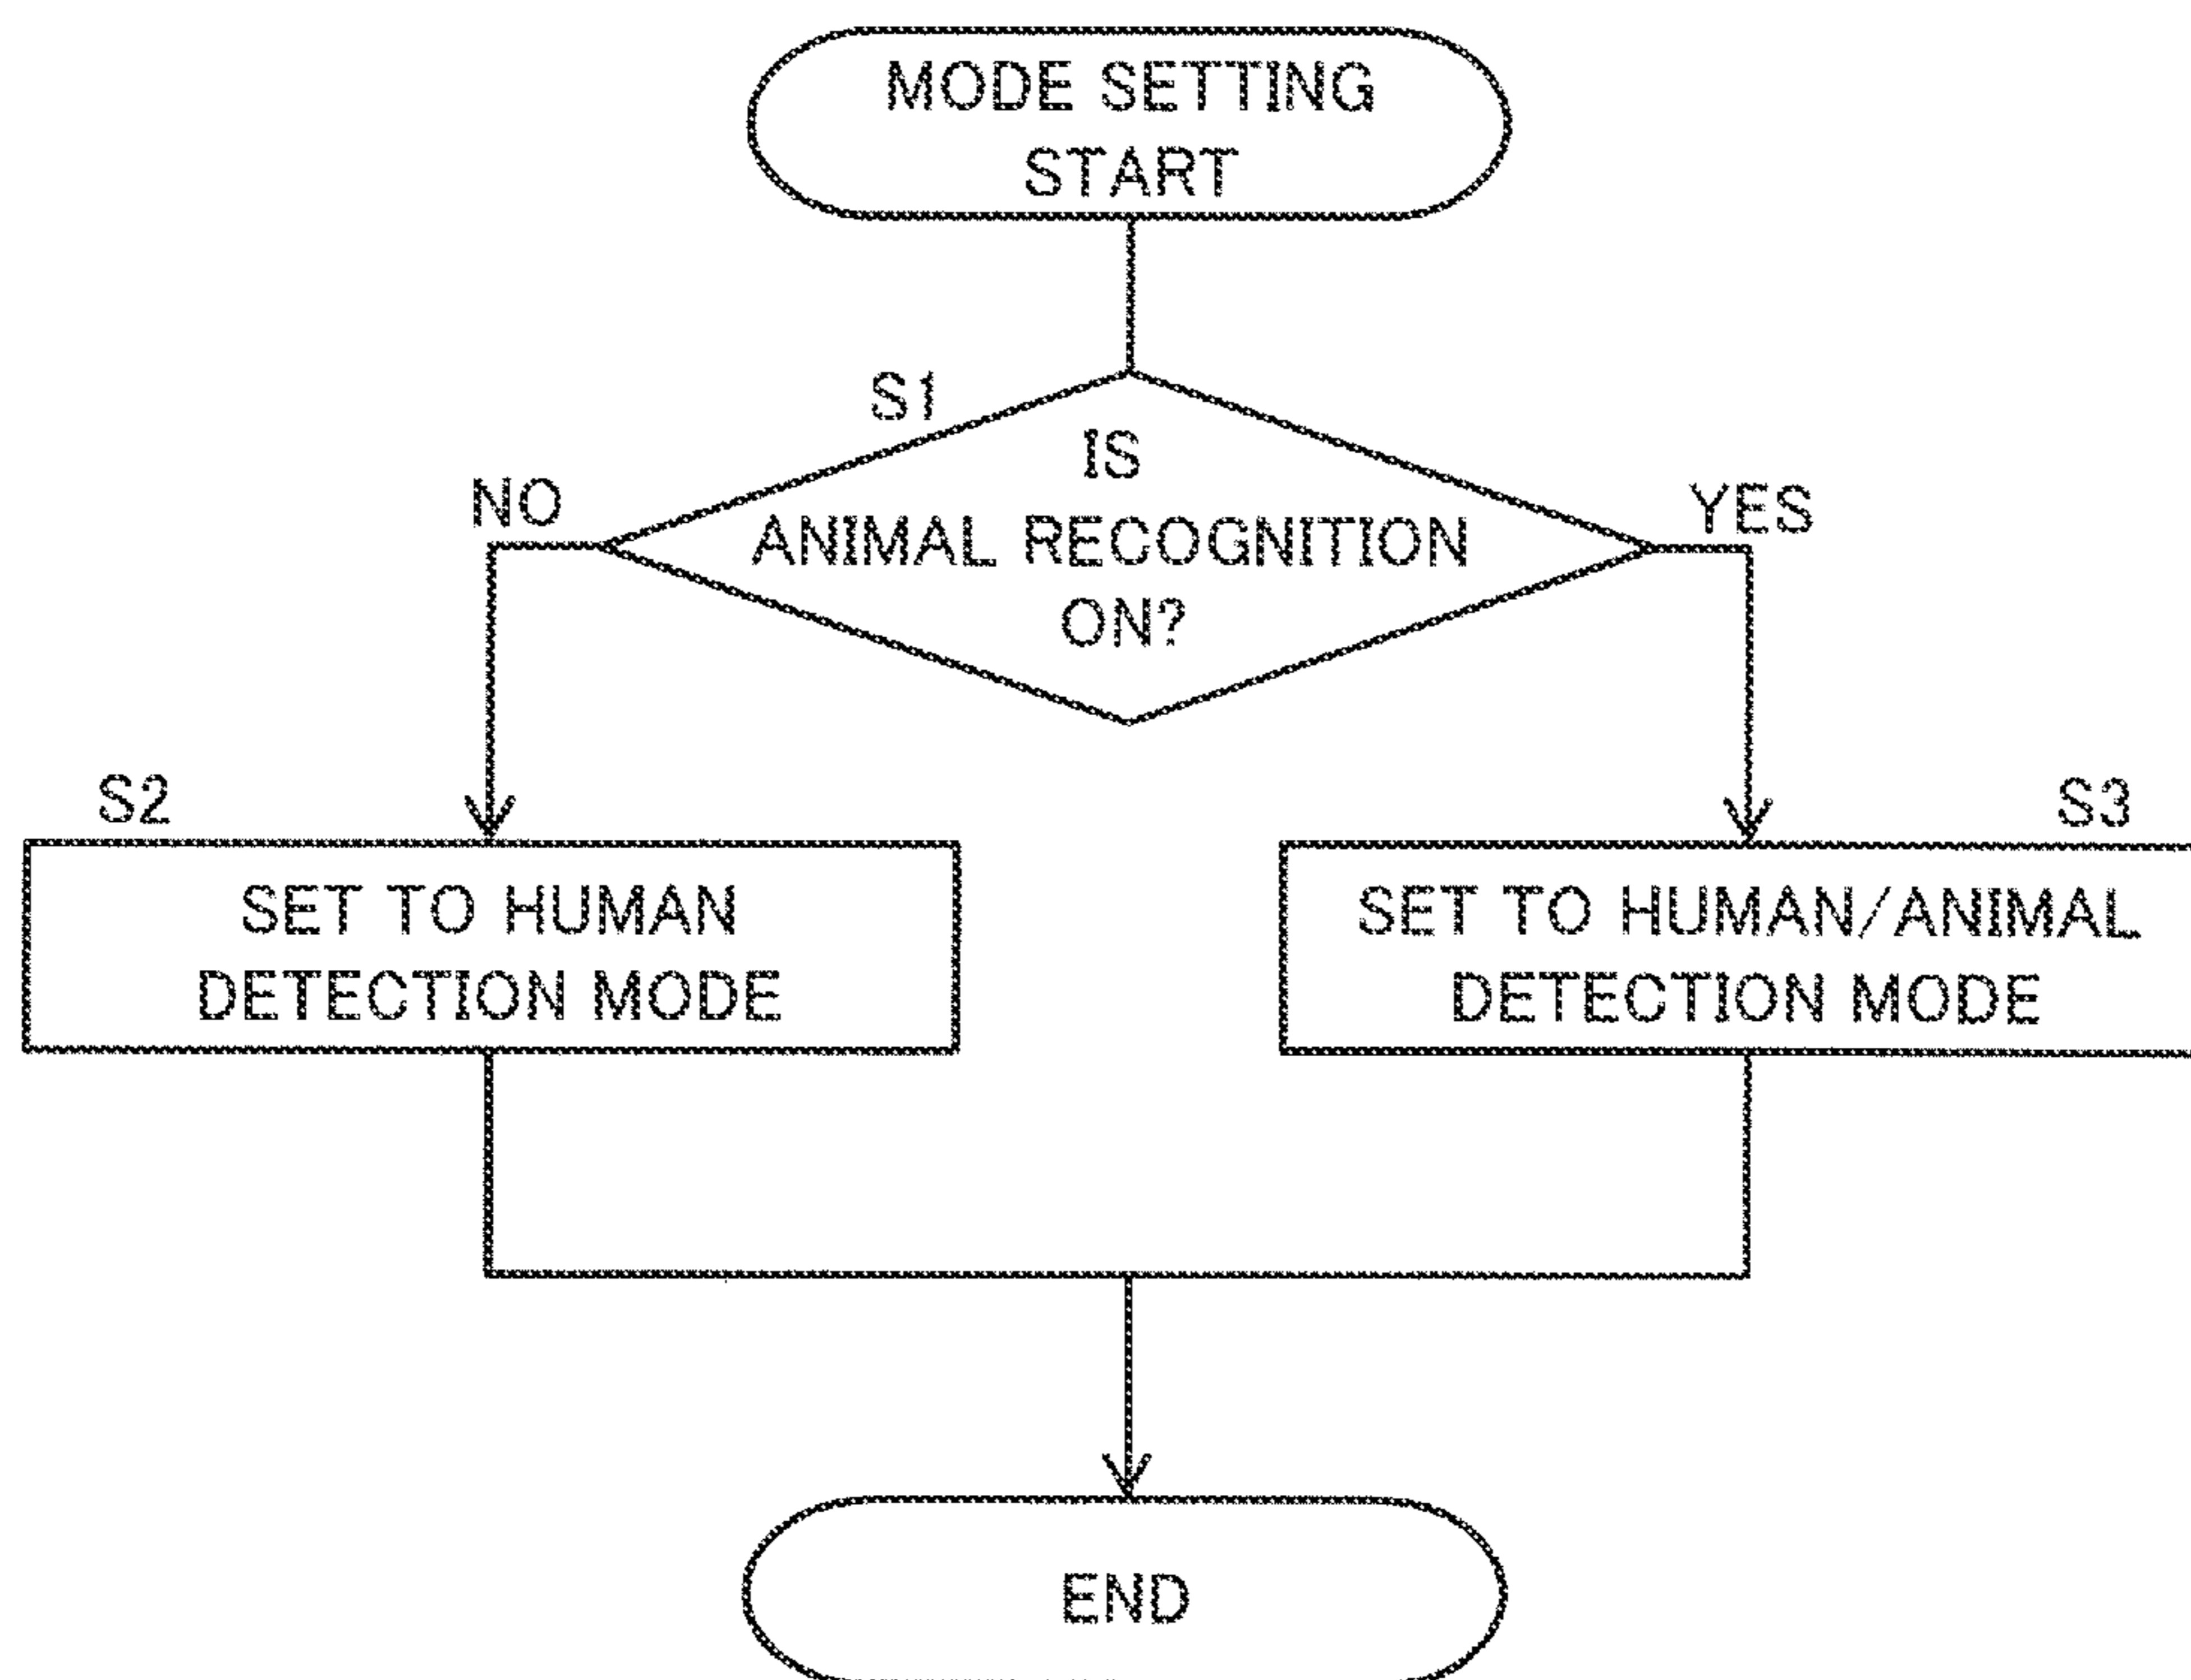 MODE SETTING
START
S1
IS
ANIMAL RECOGNITION
ON?
NO
YES
S2
SET TO HUMAN
DETECTION MODE
S3
SET TO HUMAN/ANIMAL
DETECTION MODE
END